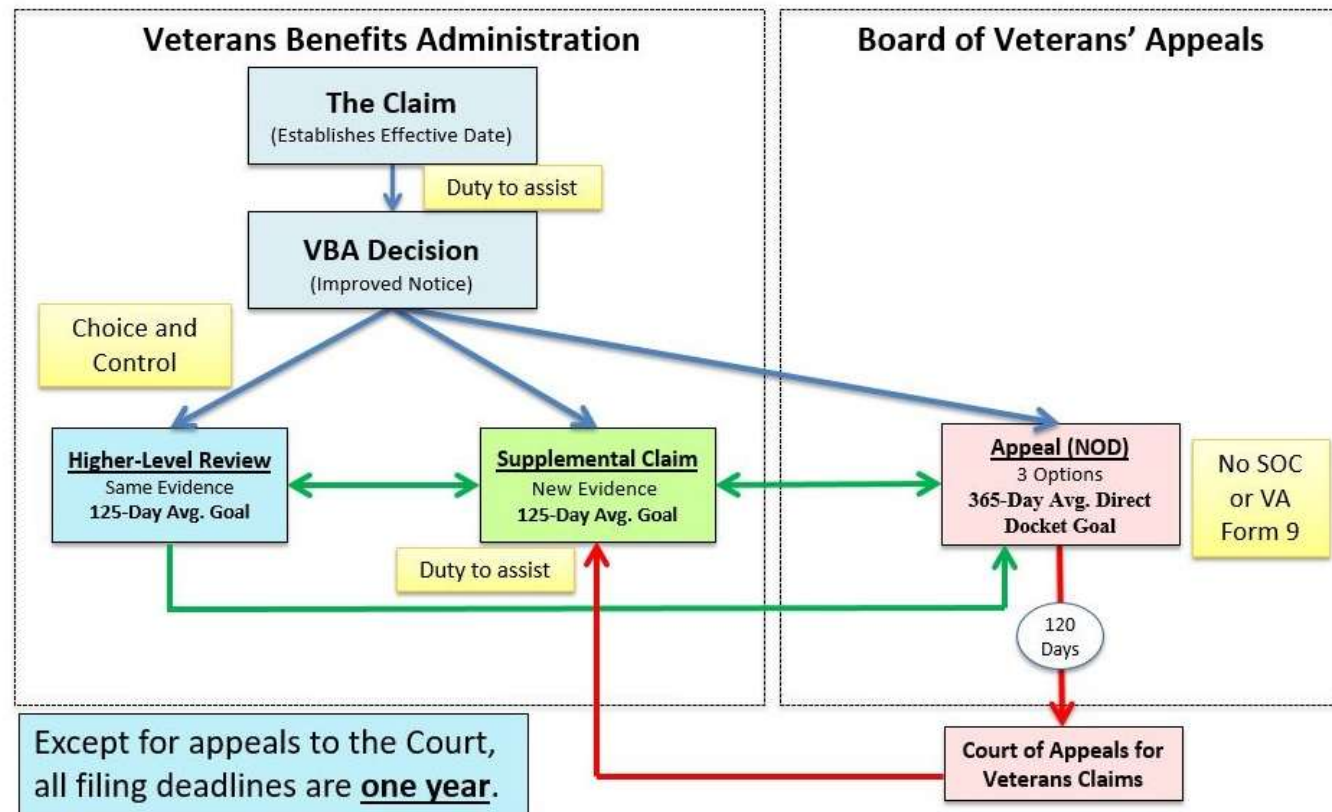 Veterans Benefits Administration
Board of Veterans’ Appeals
The Claim
(Establishes Effective Date)
Duty to assist
VBA Decision
(Improved Notice)
Choice and
Control
Higher-Level Review
Same Evidence
125-Day Avg. Goal
Supplemental Claim
New Evidence
125-Day Avg. Goal
Duty to assist
Appeal (NOD)
3 Options
365-Day Avg. Direct
Docket Goal
No SOC
or VA
Form 9
120
Days
Court of Appeals for
Veterans Claims
Except for appeals to the Court,
all filing deadlines are one year.